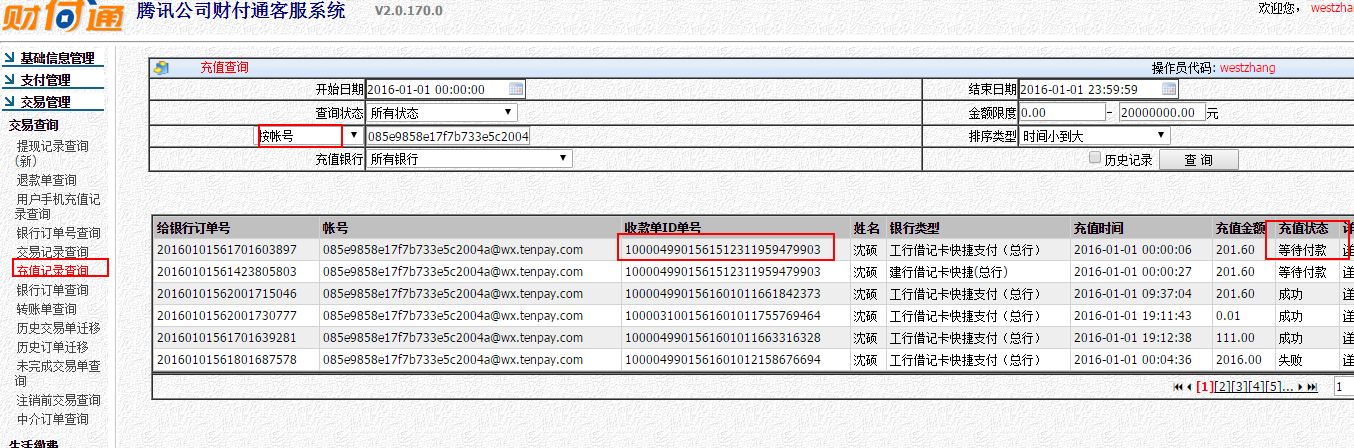 财付通
腾讯公司财付通客服系统 V2.0.170.0
欢迎您， westzha
基础信息管理
支付管理
交易管理
交易查询
提现记录查询
(新)
退款单查询
用户手机充值记
录查询
银行订单号查询
交易记录查询
充值记录查询
银行订单查询
转账单查询
历史交易单迁移
历史订单迁移
未完成交易单查
询
注销前交易查询
中介订单查询
生活缴费
充值查询 操作员代码: westzhang
开始日期 2016-01-01 00:00:00 结束日期 2016-01-01 23:59:59
查询状态 所有状态 金额限度 0.00 - 20000000.00 元
按帐号 085e9858e17f7b733e5c2004 排序类型 时间小到大
充值银行 所有银行 历史记录 查 询
给银行订单号 帐号 收款单ID单号 姓名 银行类型 充值时间 充值金额 充值状态 详
201601015617016038​97 085e9858e17f7b733e5c2004a@wx.tenpay.com 1000049901561512311959479903 沈硕 工行借记卡快捷支付（总行） 2016-01-01 00:00:06 201.60 等待付款 详
201601015614238058​03 085e9858e17f7b733e5c2004a@wx.tenpay.com 1000049901561512311959479903 沈硕 建行借记卡快捷(总行) 2016-01-01 00:00:27 201.60 等待付款 详
20160101562001715046 085e9858e17f7b733e5c2004a@wx.tenpay.com 1000049901561601011661842373 沈硕 工行借记卡快捷支付（总行） 2016-01-01 09:37:04 201.60 成功 详
20160101562001730777 085e9858e17f7b733e5c2004a@wx.tenpay.com 1000031001561601011755769464 沈硕 工行借记卡快捷支付（总行） 2016-01-01 19:11:43 0.01 成功 详
20160101561701639281 085e9858e17f7b733e5c2004a@wx.tenpay.com 1000049901561601011663316328 沈硕 工行借记卡快捷支付（总行） 2016-01-01 19:12:38 111.00 成功 详
20160101561801687578 085e9858e17f7b733e5c2004a@wx.tenpay.com 1000049901561601012158676694 沈硕 工行借记卡快捷支付（总行） 2016-01-01 00:04:36 2016.00 失败 详
[1][2][3][4][5]... 1